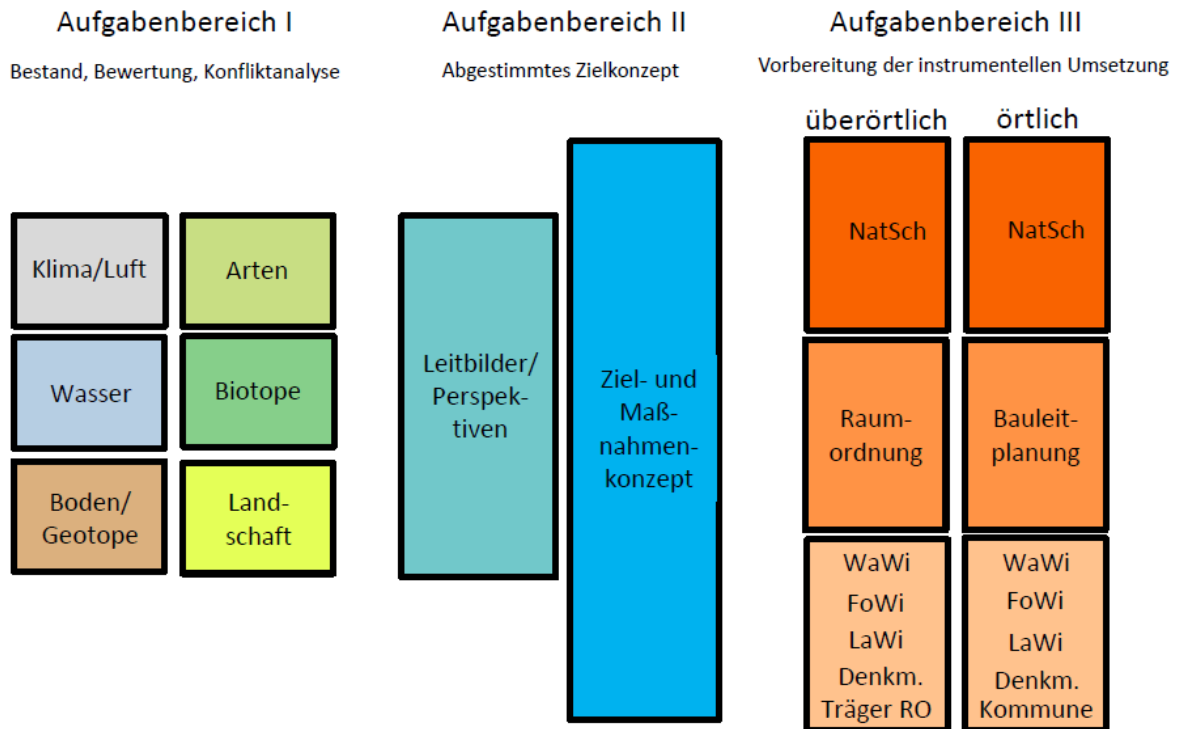 Aufgabenbereich I
Bestand, Bewertung, Konfliktanalyse
Klima/Luft
Arten
Wasser
Biotope
Boden/
Geotope
Land-
schaft
Aufgabenbereich II
Abgestimmtes Zielkonzept
Leitbilder/
Perspek-
tiven
Ziel- und
Maß-
nahmen-
konzept
Aufgabenbereich III
Vorbereitung der instrumentellen Umsetzung
überörtlich
örtlich
NatSch
NatSch
Raum-
ordnung
Bauleit-
planung
WaWi
FoWi
LaWi
Denkm.
Träger RO
WaWi
FoWi
LaWi
Denkm.
Kommune